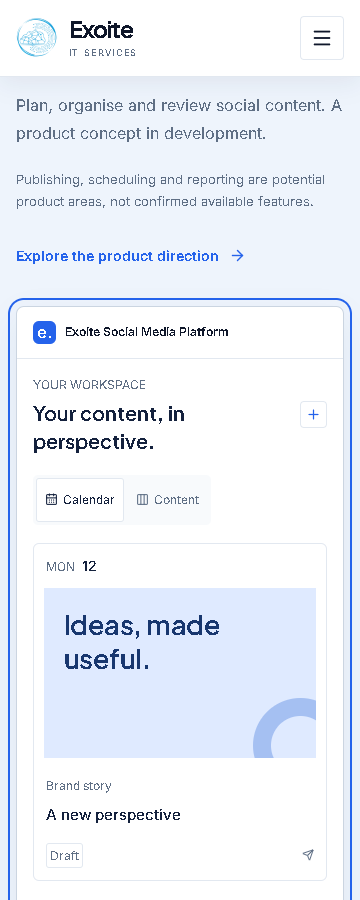 Exoite
IT SERVICES
Plan, organise and review social content. A
product concept in development.
Publishing, scheduling and reporting are potential
product areas, not confirmed available features.
Explore the product direction
e. Exoite Social Media Platform
YOUR WORKSPACE
Your content, in
perspective.
Calendar Content
MON 12
Ideas, made
useful.
Brand story
A new perspective
Draft